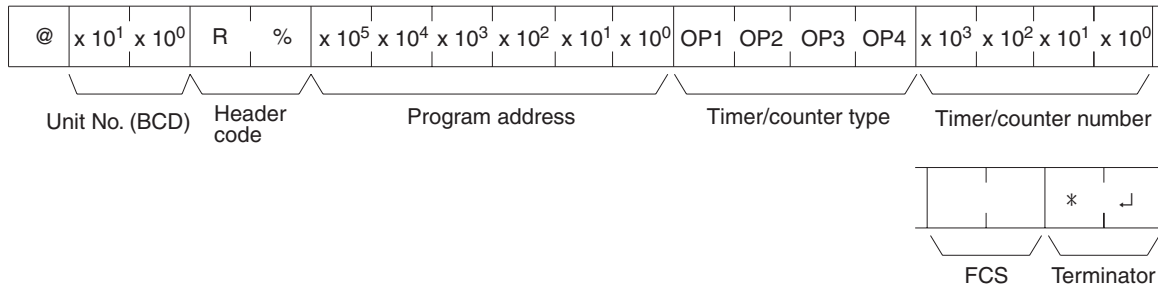 @ x 10¹ x 10⁰ R % x 10⁵ x 10⁴ x 10³ x 10² x 10¹ x 10⁰ OP1 OP2 OP3 OP4 x 10³ x 10² x 10¹ x 10⁰
Unit No. (BCD) Header code Program address Timer/counter type Timer/counter number
* ↵
FCS Terminator